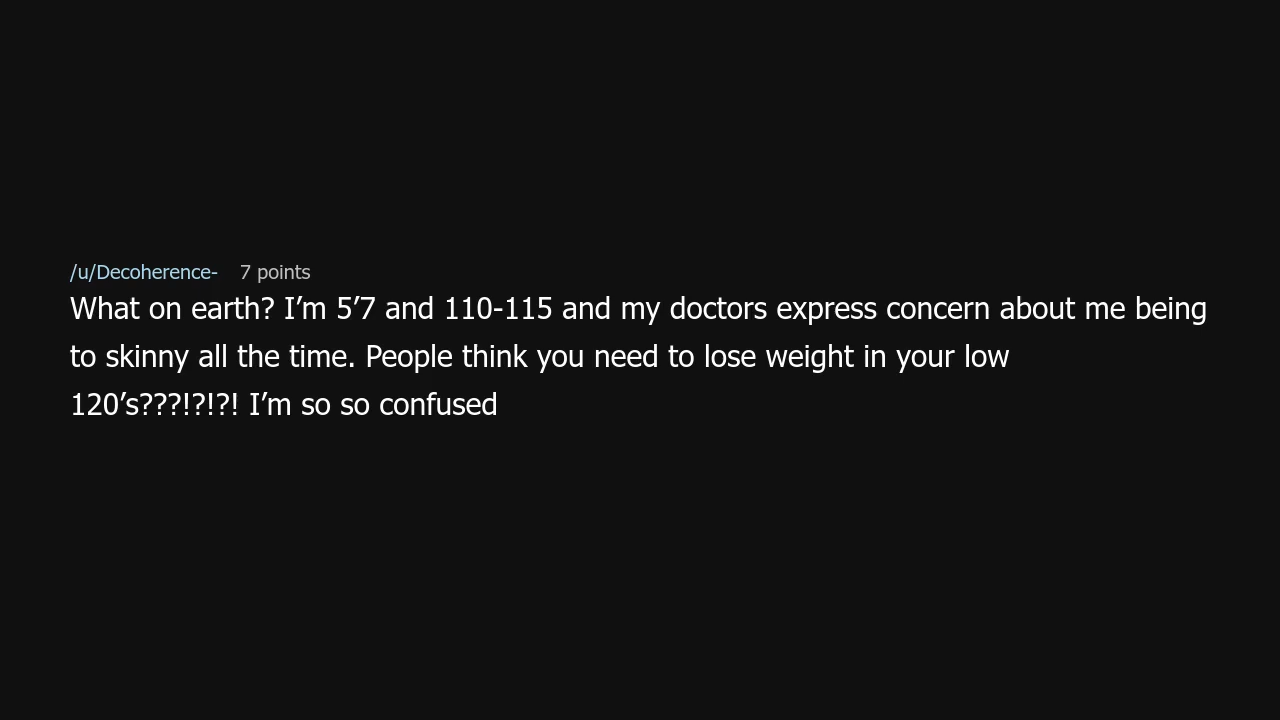 /u/Decoherence- 7 points
What on earth? I’m 5’7 and 110-115 and my doctors express concern about me being
to skinny all the time. People think you need to lose weight in your low
120’s???!?!?! I’m so so confused